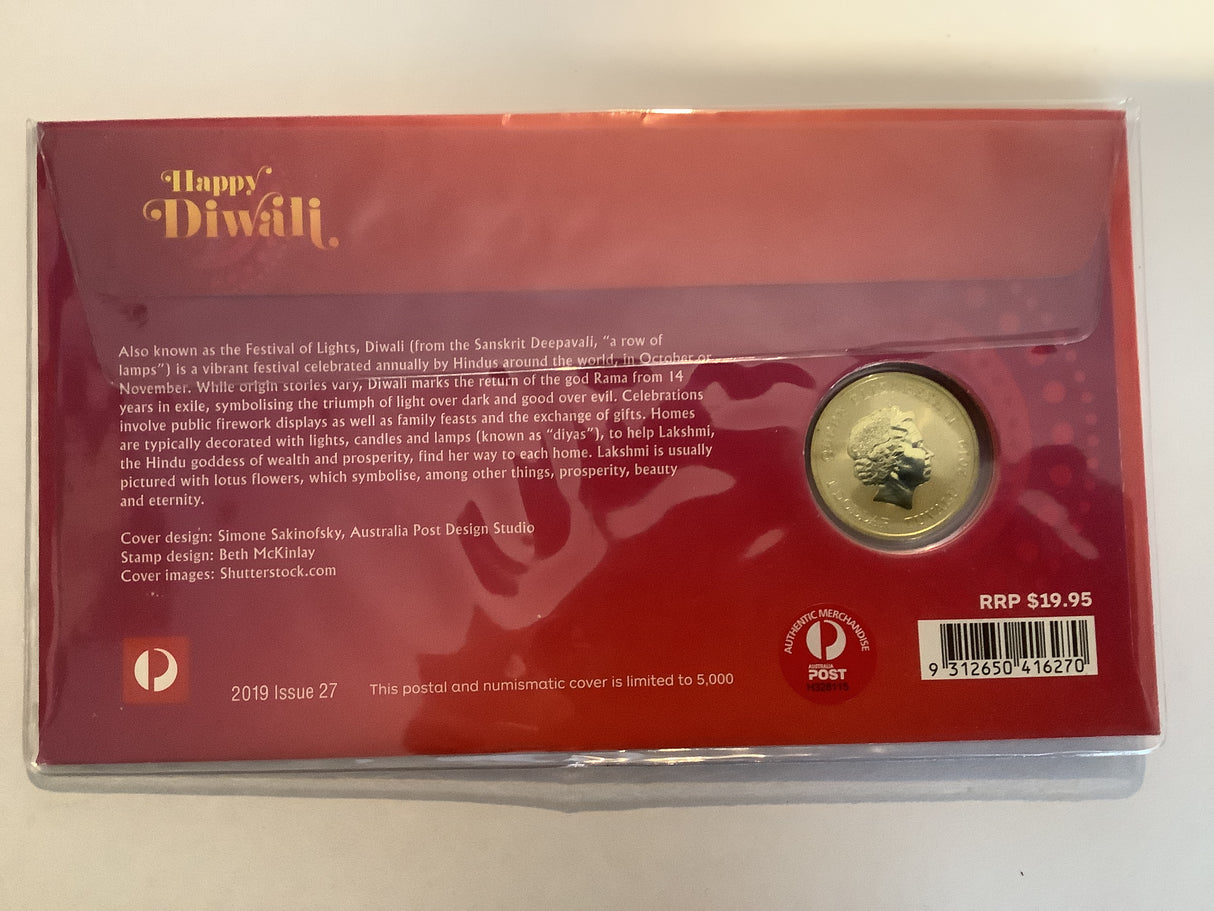 Happy
Diwali
Also known as the Festival of Lights, Diwali (from the Sanskrit Deepavali, “a row of
lamps”) is a vibrant festival celebrated annually by Hindus around the world, in October or
November. While origin stories vary, Diwali marks the return of the god Rama from 14
years in exile, symbolising the triumph of light over dark and good over evil. Celebrations
involve public firework displays as well as family feasts and the exchange of gifts. Homes
are typically decorated with lights, candles and lamps (known as “diyas”), to help Lakshmi,
the Hindu goddess of wealth and prosperity, find her way to each home. Lakshmi is usually
pictured with lotus flowers, which symbolise, among other things, prosperity, beauty
and eternity.
Cover design: Simone Sakinofsky, Australia Post Design Studio
Stamp design: Beth McKinlay
Cover images: Shutterstock.com
2019 Issue 27
This postal and numismatic cover is limited to 5,000
AUTHENTIC MERCHANDISE
AUSTRALIA
POST
RRP $19.95
9 312650 416270
TUVALU